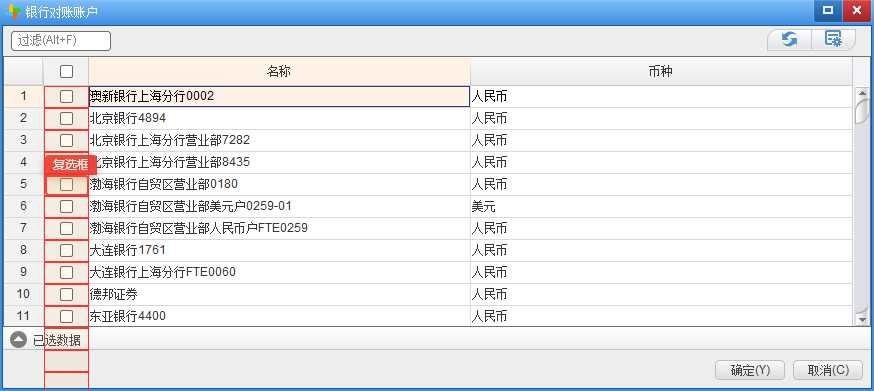 银行对账账户
过滤(Alt+F)
名称 币种
1 澳新银行上海分行0002 人民币
2 北京银行4894 人民币
3 北京银行上海分行营业部7282 人民币
4 北京银行上海分行营业部8435 人民币
复选框
5 渤海银行自贸区营业部0180 人民币
6 渤海银行自贸区营业部美元户0259-01 美元
7 渤海银行自贸区营业部人民币户FTE0259 人民币
8 大连银行1761 人民币
9 大连银行上海分行FTE0060 人民币
10 德邦证券 人民币
11 东亚银行4400 人民币
已选数据
确定(Y) 取消(C)